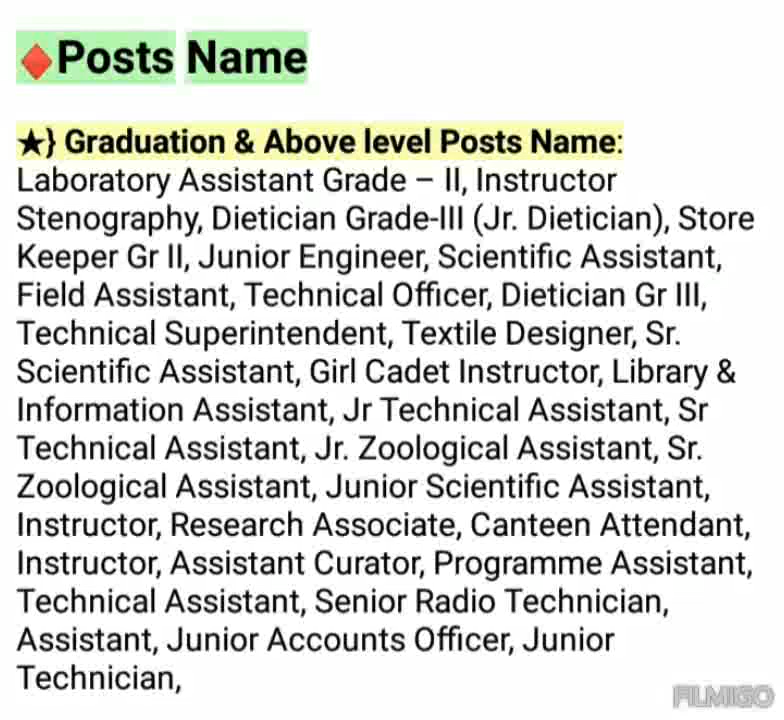 ♦Posts Name
★} Graduation & Above level Posts Name:
Laboratory Assistant Grade – II, Instructor
Stenography, Dietician Grade-III (Jr. Dietician), Store
Keeper Gr II, Junior Engineer, Scientific Assistant,
Field Assistant, Technical Officer, Dietician Gr III,
Technical Superintendent, Textile Designer, Sr.
Scientific Assistant, Girl Cadet Instructor, Library &
Information Assistant, Jr Technical Assistant, Sr
Technical Assistant, Jr. Zoological Assistant, Sr.
Zoological Assistant, Junior Scientific Assistant,
Instructor, Research Associate, Canteen Attendant,
Instructor, Assistant Curator, Programme Assistant,
Technical Assistant, Senior Radio Technician,
Assistant, Junior Accounts Officer, Junior
Technician,
FILMIGO